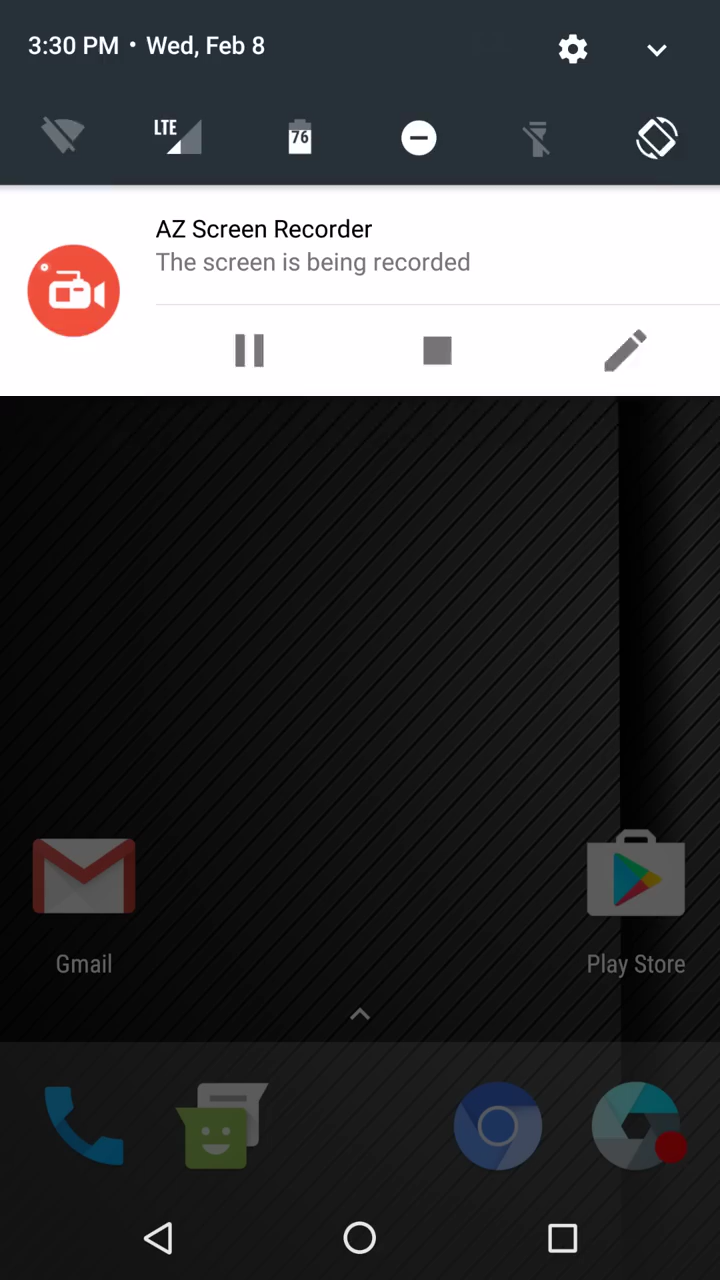 3:30 PM • Wed, Feb 8
LTE
76
AZ Screen Recorder
The screen is being recorded
Gmail
Play Store